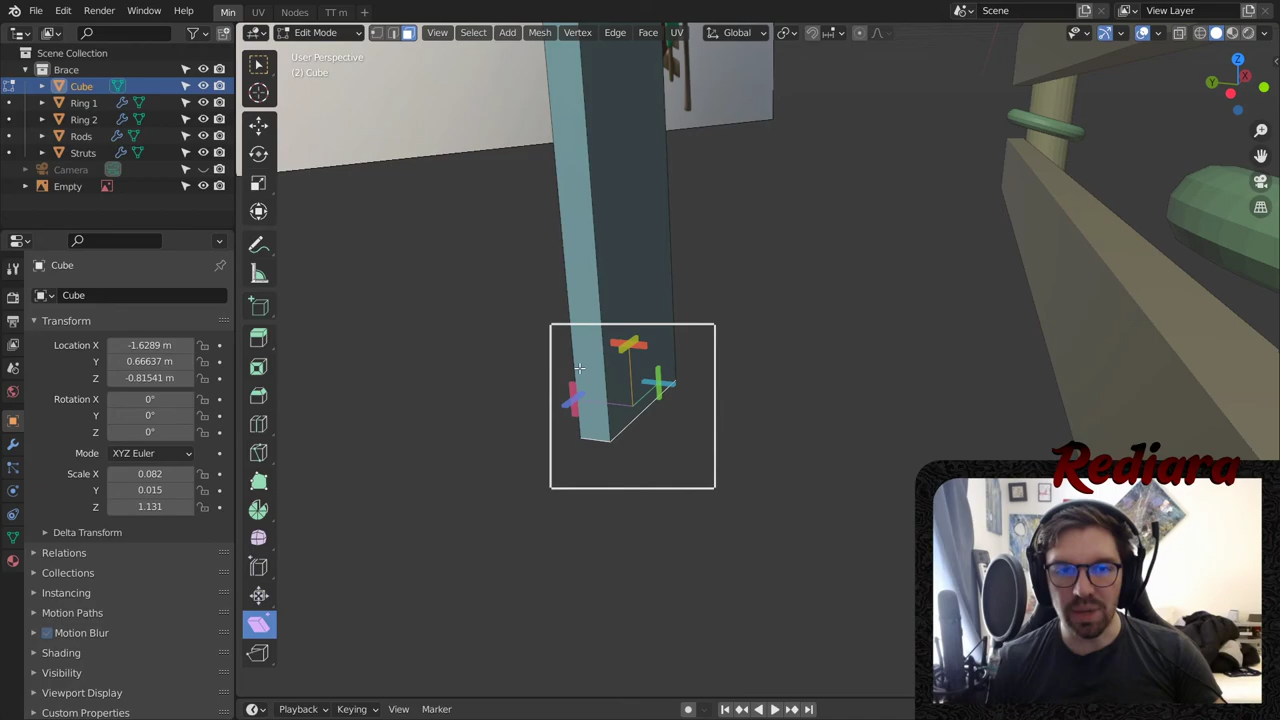 File Edit Render Window Help
Min UV Nodes TT m +
Scene
View Layer
Edit Mode
View Select Add Mesh Vertex Edge Face UV
Global
Scene Collection
Brace
Cube
Ring 1
Ring 2
Rods
Struts
Camera
Empty
User Perspective
(2) Cube
Z
X
Y
Cube
Cube
Transform
Location X -1.6289 m
Y 0.66637 m
Z -0.81541 m
Rotation X 0°
Y 0°
Z 0°
Mode XYZ Euler
Scale X 0.082
Y 0.015
Z 1.131
Delta Transform
Relations
Collections
Instancing
Motion Paths
Motion Blur
Shading
Visibility
Viewport Display
Custom Properties
Playback Keying View Marker
Rediara